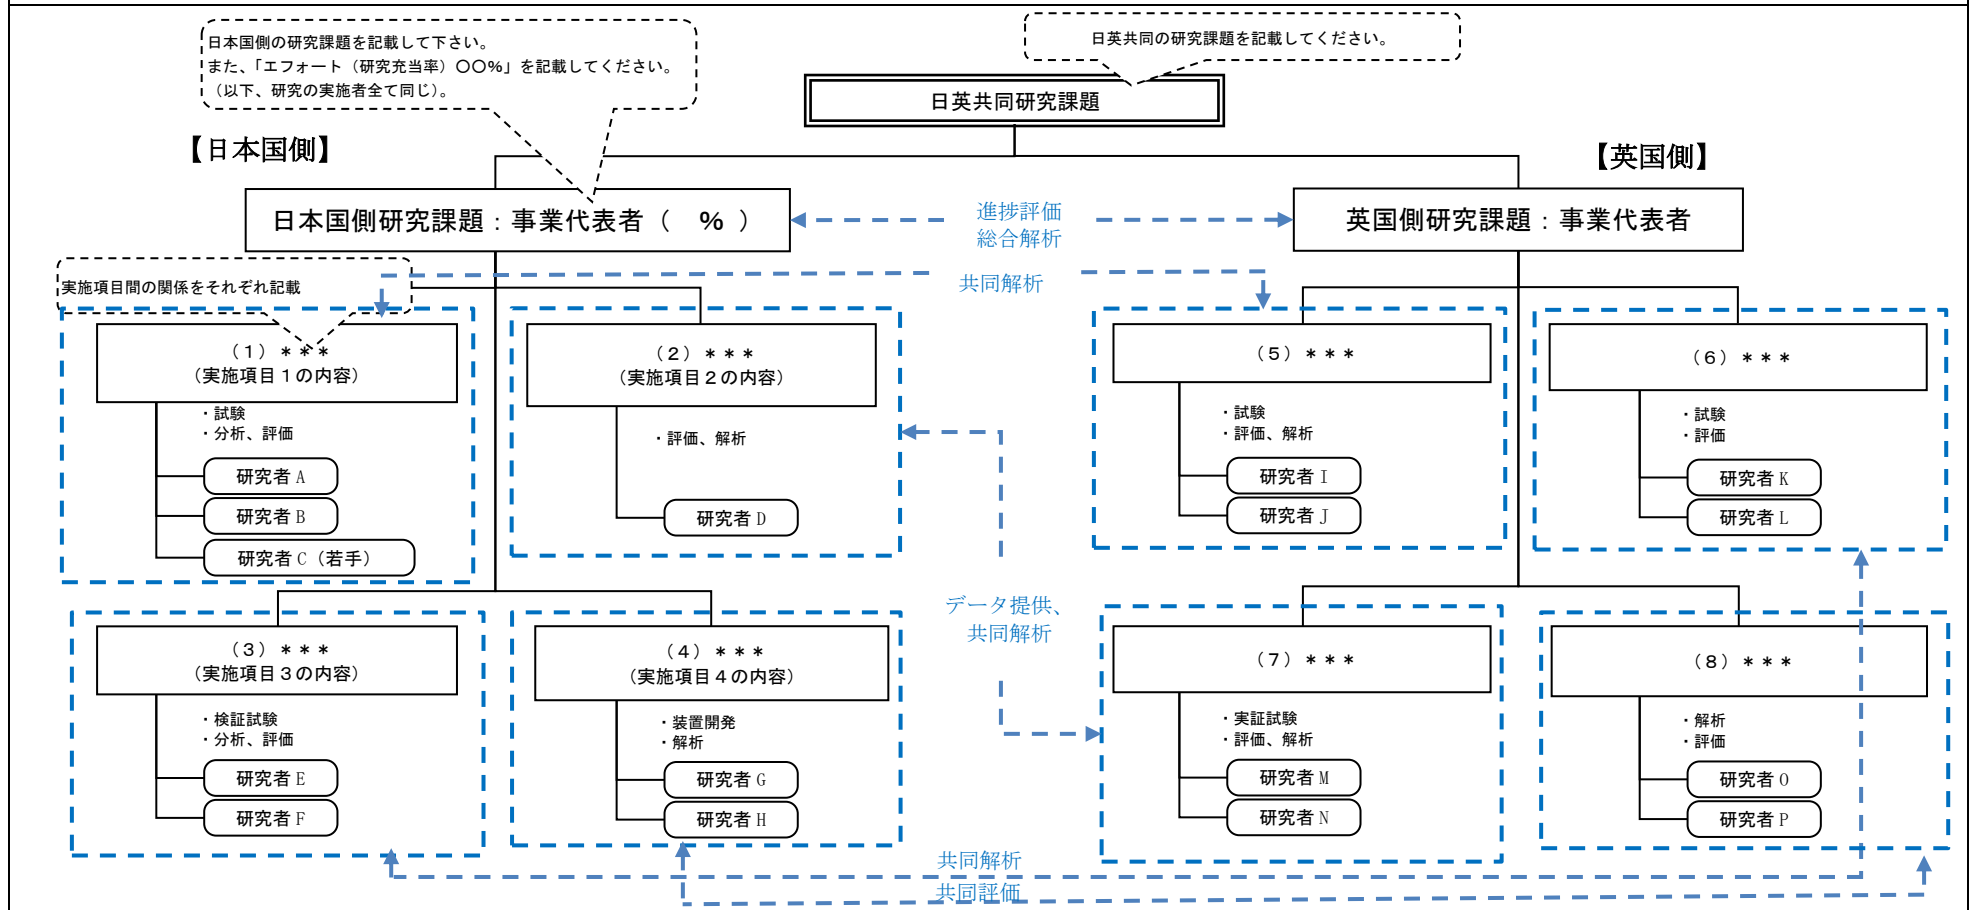 日本国側の研究課題を記載して下さい。
また、「エフォート（研究充当率）〇〇%」を記載してください。
（以下、研究の実施者全て同じ）。
日英共同の研究課題を記載してください。
日英共同研究課題
【日本国側】
【英国側】
日本国側研究課題：事業代表者（　%　）
進捗評価
総合解析
英国側研究課題：事業代表者
実施項目間の関係をそれぞれ記載
共同解析
（１）＊＊＊
（実施項目１の内容）
・試験
・分析、評価
研究者 A
研究者 B
研究者 C（若手）
（２）＊＊＊
（実施項目２の内容）
・評価、解析
研究者 D
（５）＊＊＊
・試験
・評価、解析
研究者 I
研究者 J
（６）＊＊＊
・試験
・評価
研究者 K
研究者 L
データ提供、
共同解析
（３）＊＊＊
（実施項目３の内容）
・検証試験
・分析、評価
研究者 E
研究者 F
（４）＊＊＊
（実施項目４の内容）
・装置開発
・解析
研究者 G
研究者 H
（７）＊＊＊
・実証試験
・評価、解析
研究者 M
研究者 N
（８）＊＊＊
・解析
・評価
研究者 O
研究者 P
共同解析
共同評価